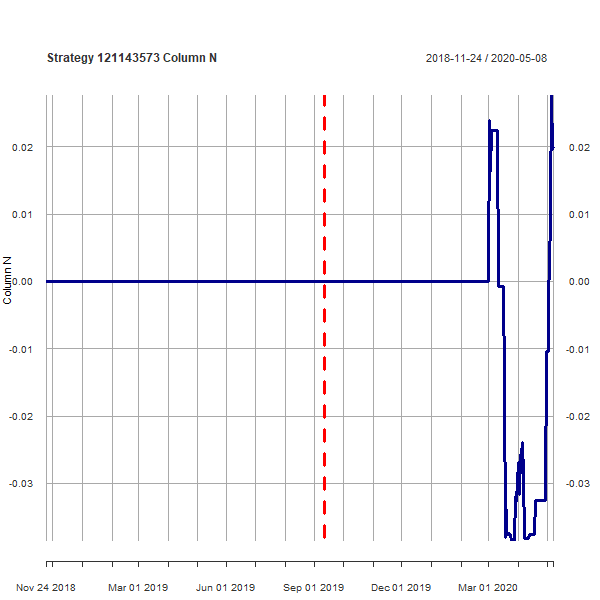 Strategy 121143573 Column N
2018-11-24 / 2020-05-08
0.02 0.02
0.01 0.01
0.00 0.00
-0.01 -0.01
-0.02 -0.02
-0.03 -0.03
Column N
Nov 24 2018 Mar 01 2019 Jun 01 2019 Sep 01 2019 Dec 01 2019 Mar 01 2020